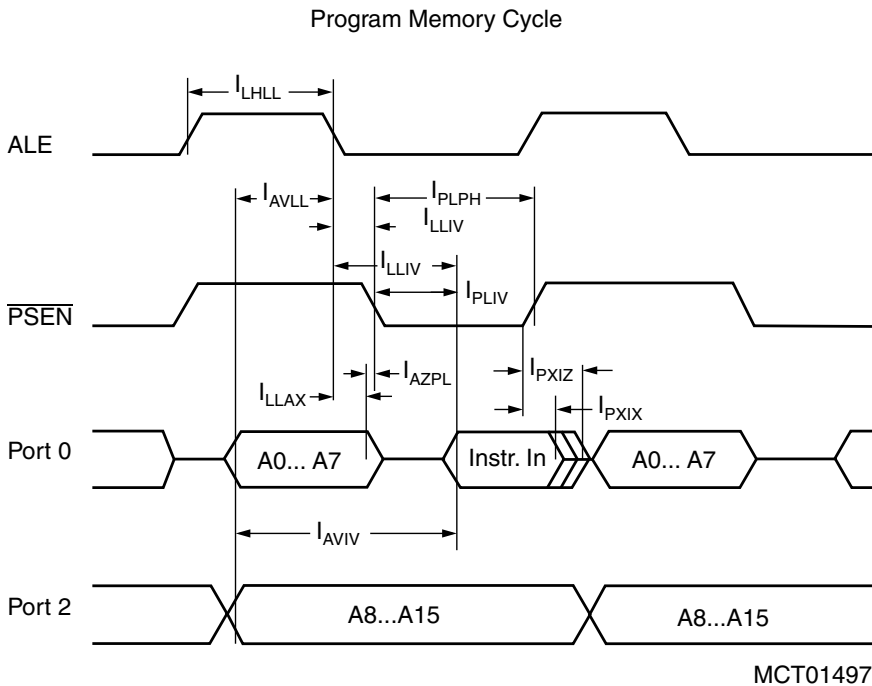 Program Memory Cycle
I_LHLL
ALE
I_AVLL
I_PLPH
I_LLIV
I_LLIV
PSEN
I_PLIV
I_AZPL
I_PXIZ
I_LLAX
I_PXIX
Port 0
A0... A7
Instr. In
A0... A7
I_AVIV
Port 2
A8...A15
A8...A15
MCT01497